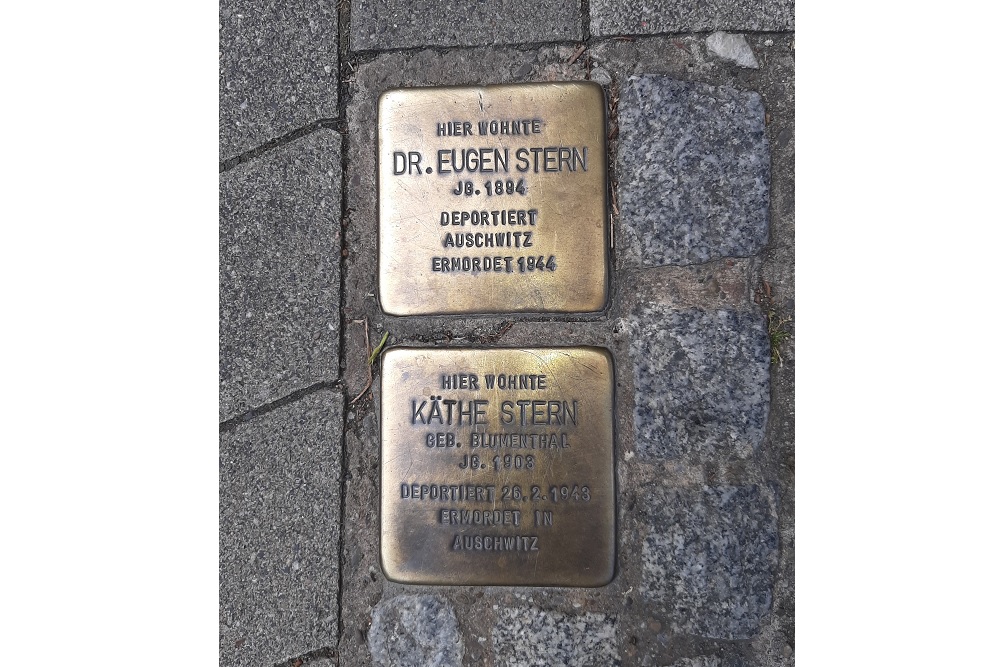 HIER WOHNTE
DR. EUGEN STERN
JG. 1894
DEPORTIERT
AUSCHWITZ
ERMORDET 1944
HIER WOHNTE
KÄTHE STERN
GEB. BLUMENTHAL
JG. 1903
DEPORTIERT 26.2.1943
ERMORDET IN
AUSCHWITZ